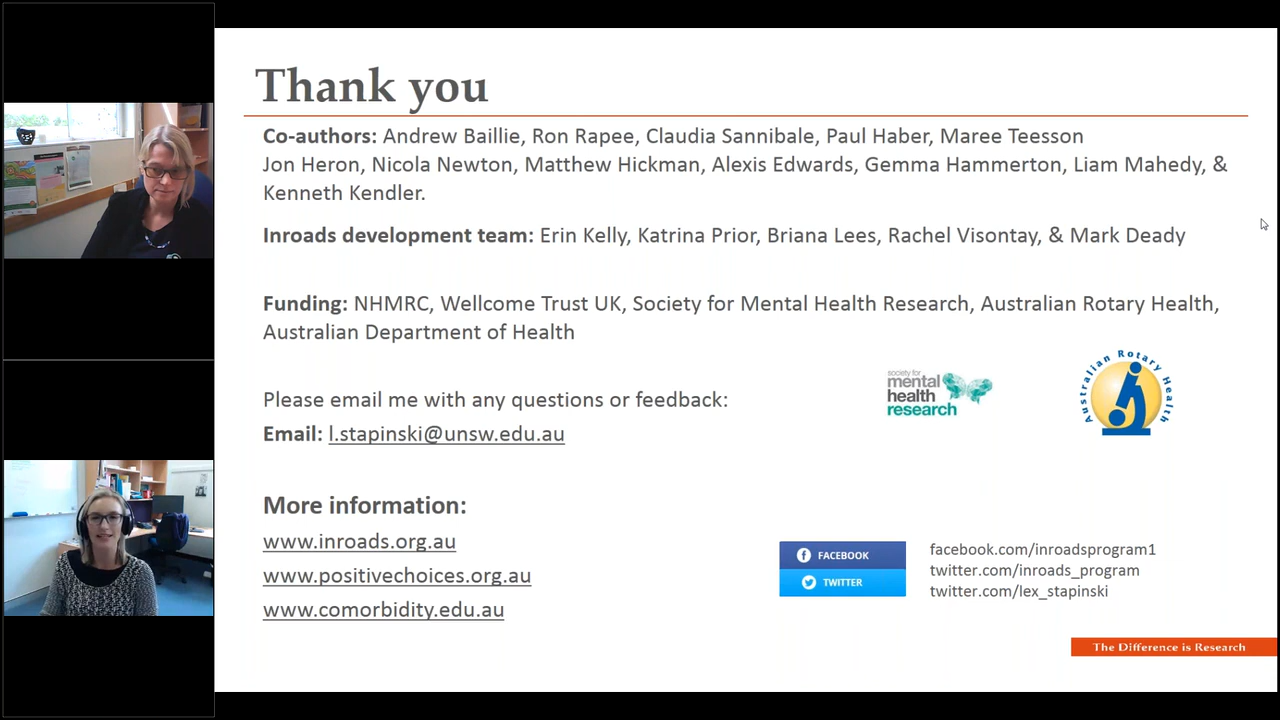 Thank you
Co-authors: Andrew Baillie, Ron Rapee, Claudia Sannibale, Paul Haber, Maree Teesson
Jon Heron, Nicola Newton, Matthew Hickman, Alexis Edwards, Gemma Hammerton, Liam Mahedy, &
Kenneth Kendler.
Inroads development team: Erin Kelly, Katrina Prior, Briana Lees, Rachel Visontay, & Mark Deady
Funding: NHMRC, Wellcome Trust UK, Society for Mental Health Research, Australian Rotary Health,
Australian Department of Health
society for
mental
health
research
Australian Rotary Health
Please email me with any questions or feedback:
Email: l.stapinski@unsw.edu.au
More information:
www.inroads.org.au
www.positivechoices.org.au
www.comorbidity.edu.au
FACEBOOK
TWITTER
facebook.com/inroadsprogram1
twitter.com/inroads_program
twitter.com/lex_stapinski
The Difference is Research